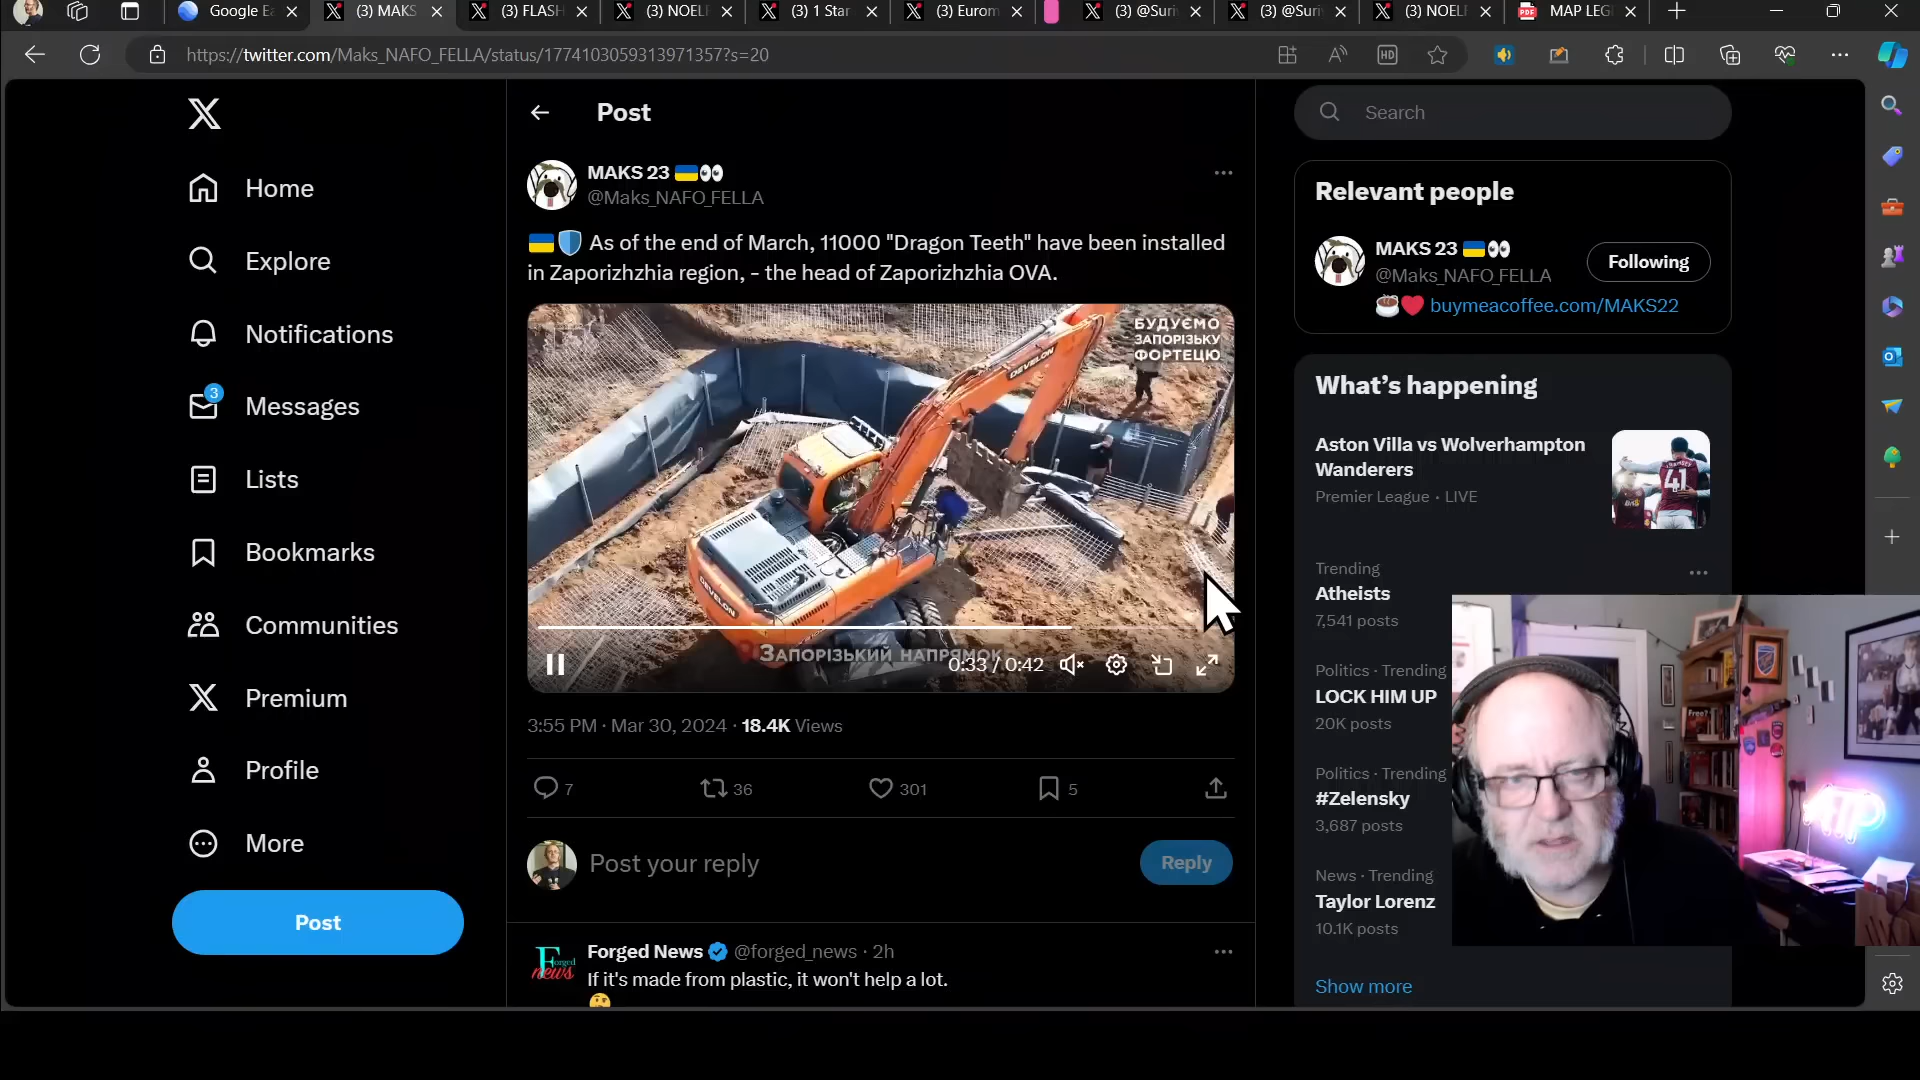 Google Ea
(3) MAKS
(3) FLASH
(3) NOELR
(3) 1 Star
(3) Eurom
(3) @Suri
(3) @Suri
(3) NOELR
MAP LEGE
https://twitter.com/Maks_NAFO_FELLA/status/1774103059313971357?s=20
Home
Explore
Notifications
3
Messages
Lists
Bookmarks
Communities
Premium
Profile
More
Post
Post
MAKS 23
@Maks_NAFO_FELLA
As of the end of March, 11000 "Dragon Teeth" have been installed
in Zaporizhzhia region, - the head of Zaporizhzhia OVA.
БУДУЄМО
ЗАПОРІЗЬКУ
ФОРТЕЦЮ
DEVELON
DEVELON
ЗАПОРІЗЬКИЙ НАПРЯМОК
0:33 / 0:42
3:55 PM · Mar 30, 2024 · 18.4K Views
7
36
301
5
Post your reply
Reply
Forged News @forged_news · 2h
If it's made from plastic, it won't help a lot.
Search
Relevant people
MAKS 23
@Maks_NAFO_FELLA
Following
buymeacoffee.com/MAKS22
What's happening
Aston Villa vs Wolverhampton
Wanderers
Premier League · LIVE
41
Trending
Atheists
7,541 posts
Politics · Trending
LOCK HIM UP
20K posts
Politics · Trending
#Zelensky
3,687 posts
News · Trending
Taylor Lorenz
10.1K posts
Show more